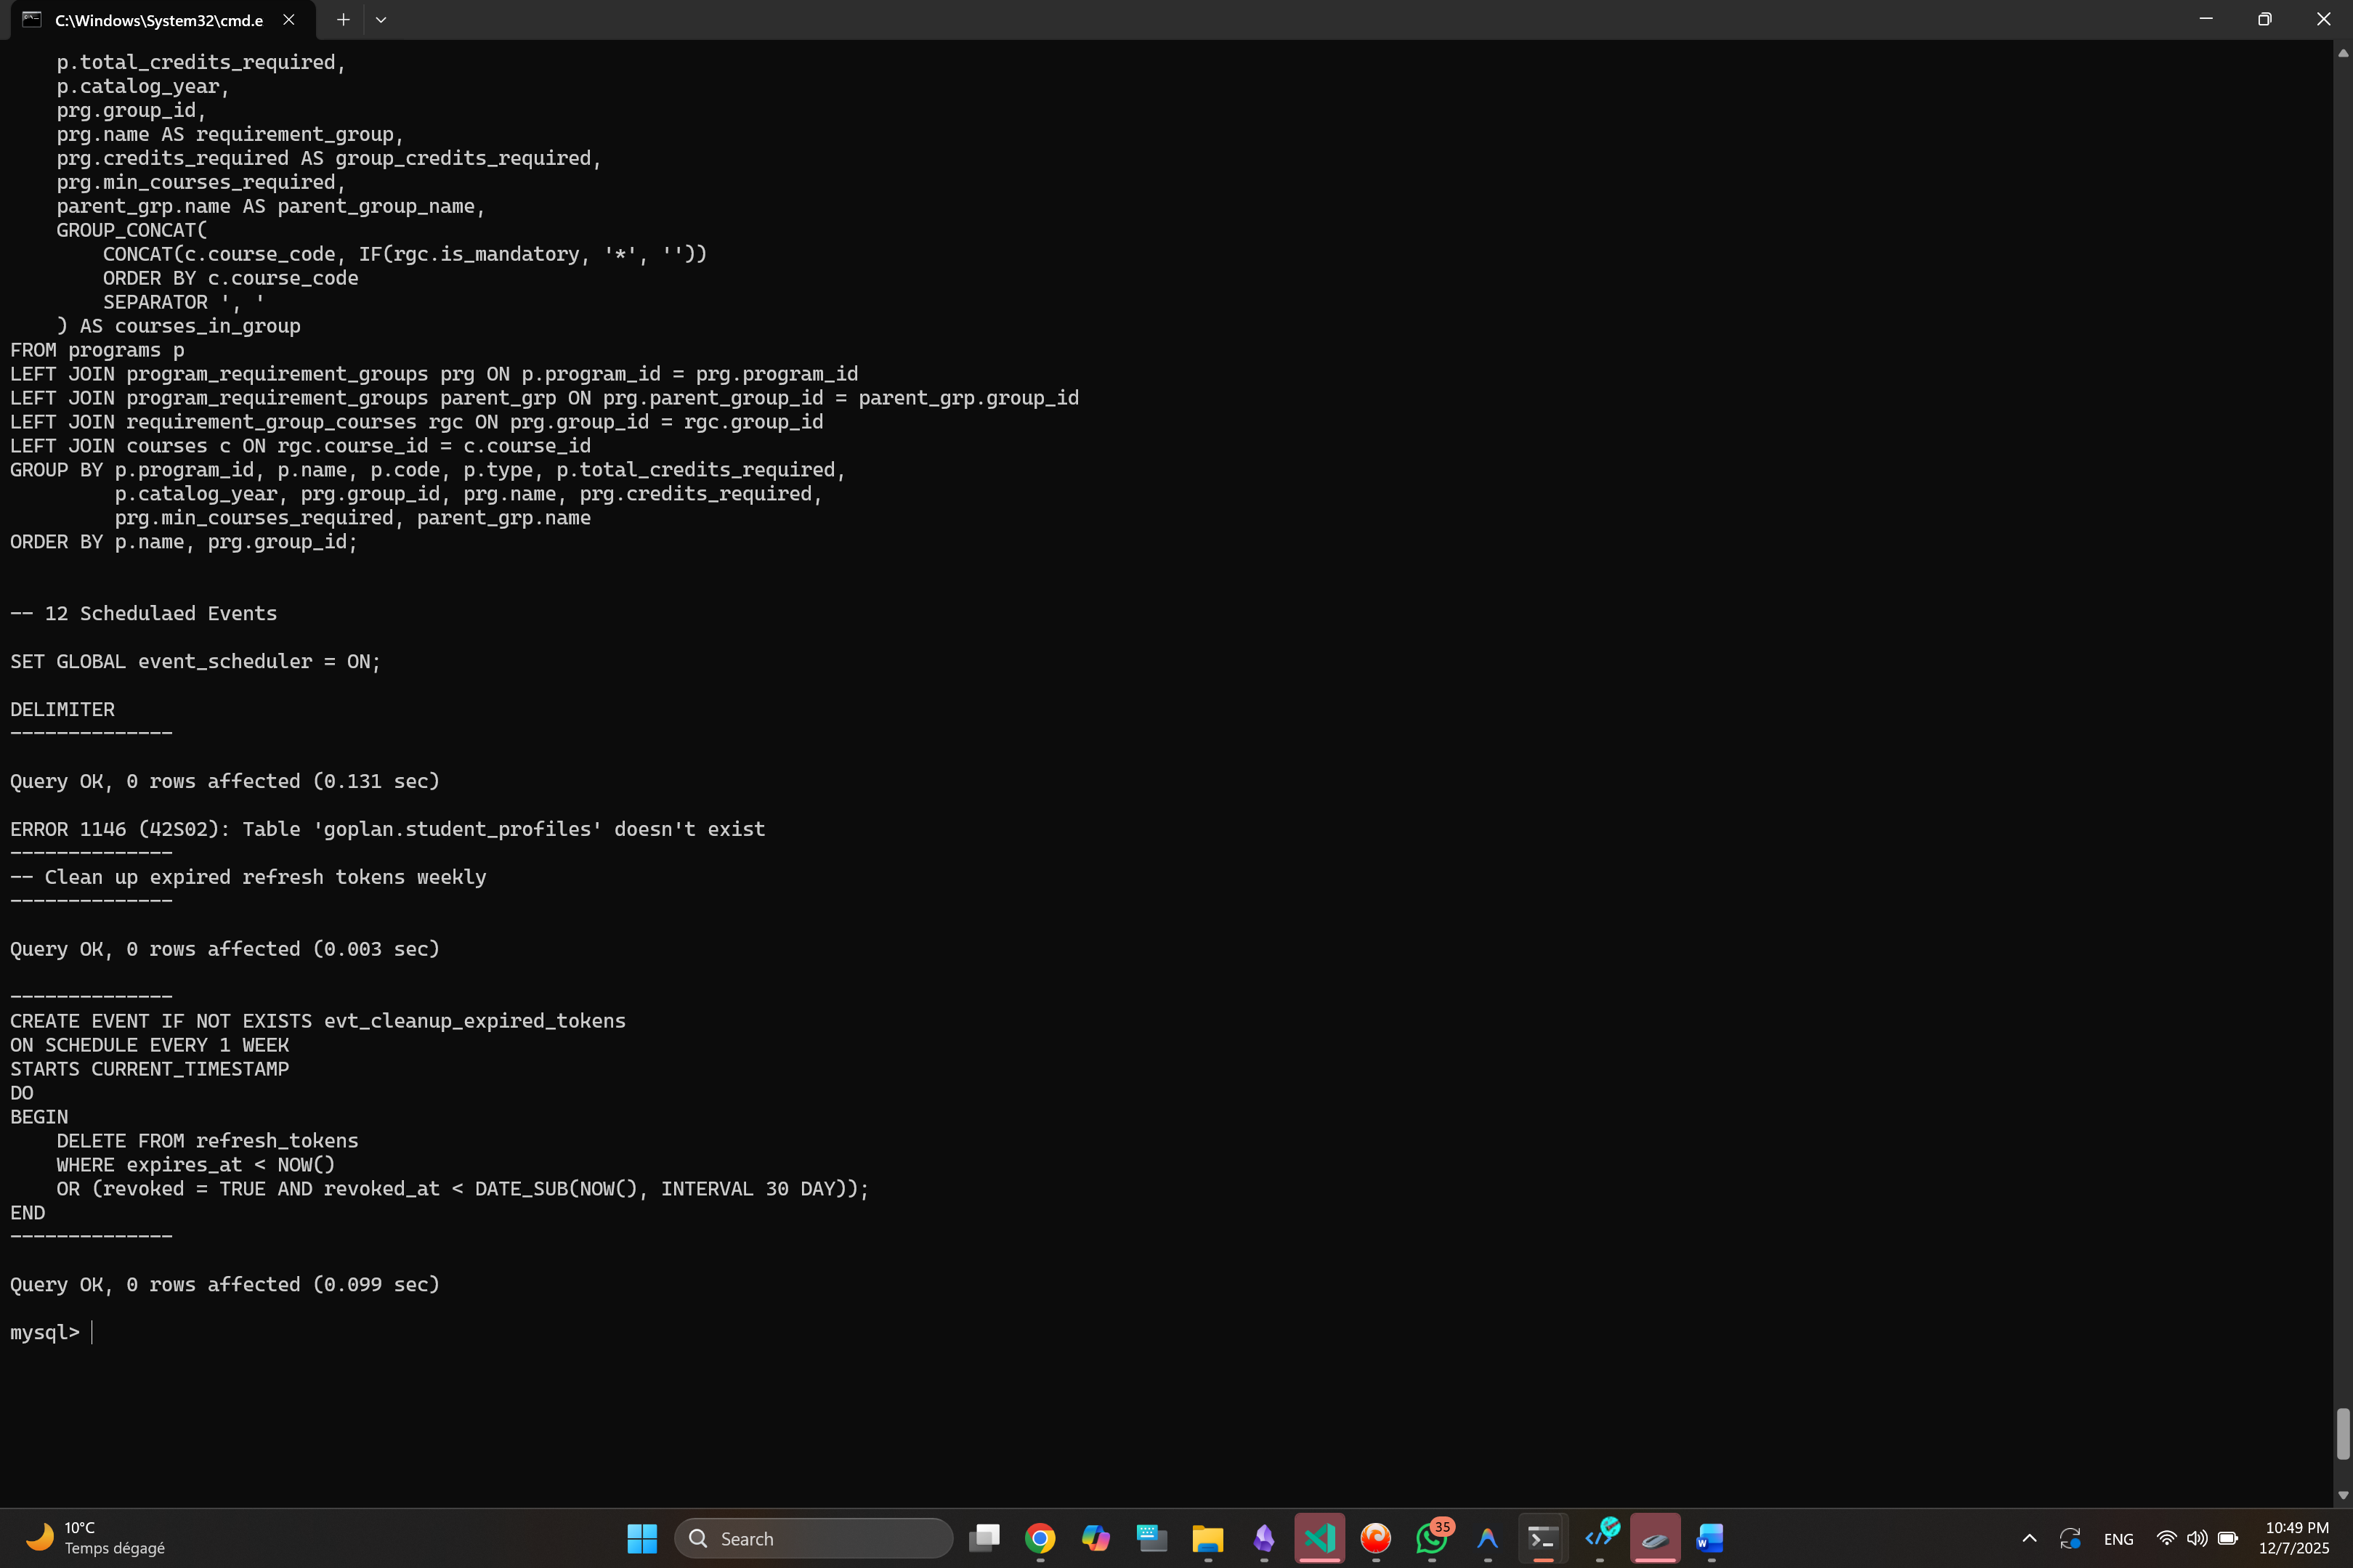 C:\Windows\System32\cmd.e
    p.total_credits_required,
    p.catalog_year,
    prg.group_id,
    prg.name AS requirement_group,
    prg.credits_required AS group_credits_required,
    prg.min_courses_required,
    parent_grp.name AS parent_group_name,
    GROUP_CONCAT(
        CONCAT(c.course_code, IF(rgc.is_mandatory, '*', ''))
        ORDER BY c.course_code
        SEPARATOR ', '
    ) AS courses_in_group
FROM programs p
LEFT JOIN program_requirement_groups prg ON p.program_id = prg.program_id
LEFT JOIN program_requirement_groups parent_grp ON prg.parent_group_id = parent_grp.group_id
LEFT JOIN requirement_group_courses rgc ON prg.group_id = rgc.group_id
LEFT JOIN courses c ON rgc.course_id = c.course_id
GROUP BY p.program_id, p.name, p.code, p.type, p.total_credits_required,
         p.catalog_year, prg.group_id, prg.name, prg.credits_required,
         prg.min_courses_required, parent_grp.name
ORDER BY p.name, prg.group_id;
-- 12 Schedulaed Events
SET GLOBAL event_scheduler = ON;
DELIMITER
--------------
Query OK, 0 rows affected (0.131 sec)
ERROR 1146 (42S02): Table 'goplan.student_profiles' doesn't exist
--------------
-- Clean up expired refresh tokens weekly
--------------
Query OK, 0 rows affected (0.003 sec)
--------------
CREATE EVENT IF NOT EXISTS evt_cleanup_expired_tokens
ON SCHEDULE EVERY 1 WEEK
STARTS CURRENT_TIMESTAMP
DO
BEGIN
    DELETE FROM refresh_tokens
    WHERE expires_at < NOW()
    OR (revoked = TRUE AND revoked_at < DATE_SUB(NOW(), INTERVAL 30 DAY));
END
--------------
Query OK, 0 rows affected (0.099 sec)
mysql>
10°C
Temps dégagé
Search
35
ENG
10:49 PM
12/7/2025